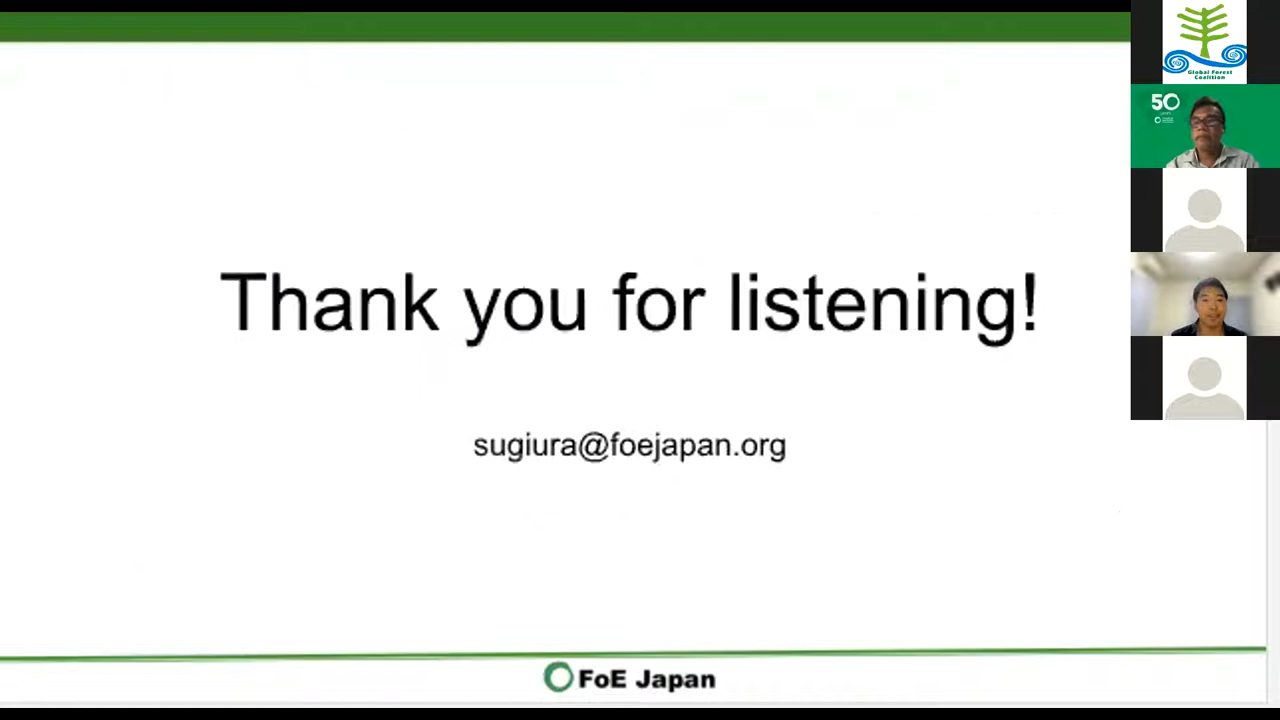 Thank you for listening!
sugiura@foejapan.org
FoE Japan
Global Forest
Coalition
50